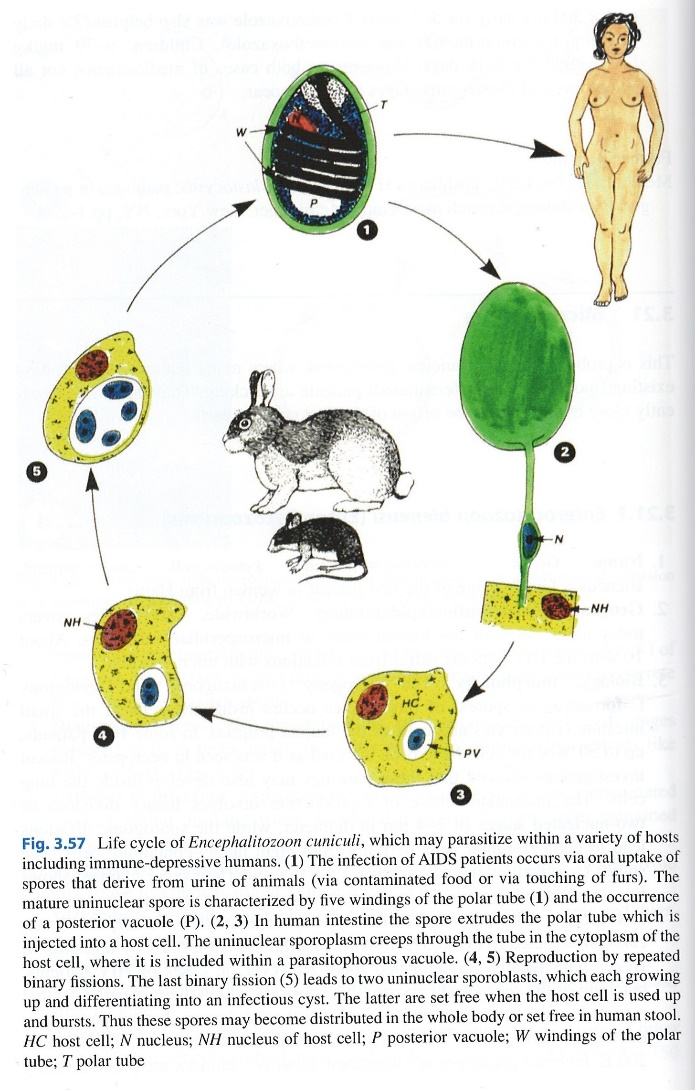 T
N
W
P
1
2
N
NH
5
NH
4
HC
PV
3
Fig. 3.57 Life cycle of Encephalitozoon cuniculi, which may parasitize within a variety of hosts
including immune-depressive humans. (1) The infection of AIDS patients occurs via oral uptake of
spores that derive from urine of animals (via contaminated food or via touching of furs). The
mature uninuclear spore is characterized by five windings of the polar tube (1) and the occurrence
of a posterior vacuole (P). (2, 3) In human intestine the spore extrudes the polar tube which is
injected into a host cell. The uninuclear sporoplasm creeps through the tube in the cytoplasm of the
host cell, where it is included within a parasitophorous vacuole. (4, 5) Reproduction by repeated
binary fissions. The last binary fission (5) leads to two uninuclear sporoblasts, which each growing
up and differentiating into an infectious cyst. The latter are set free when the host cell is used up
and bursts. Thus these spores may become distributed in the whole body or set free in human stool.
HC host cell; N nucleus; NH nucleus of host cell; P posterior vacuole; W windings of the polar
tube; T polar tube